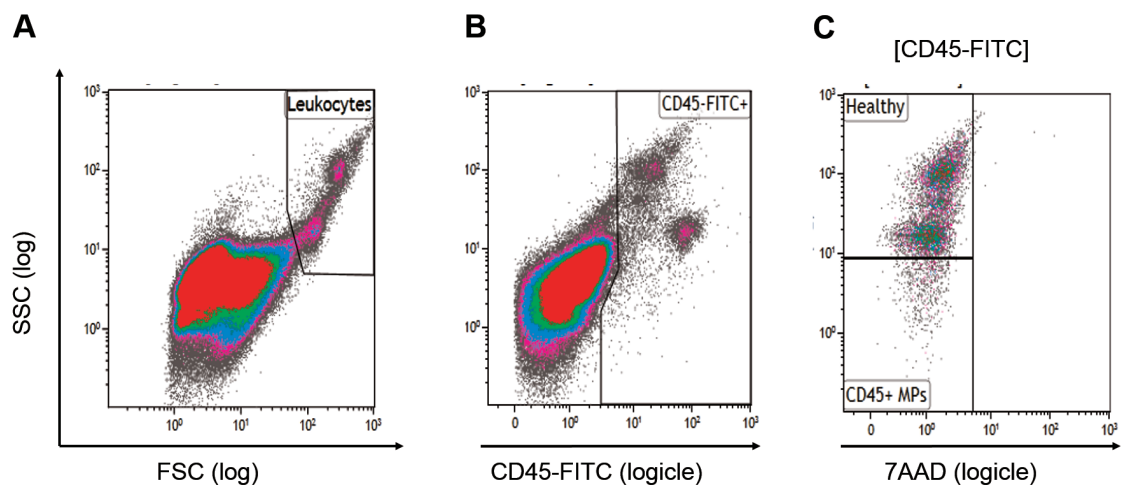 A
B
C
[CD45-FITC]
SSC (log)
10³
10²
10¹
10⁰
Leukocytes
10⁰ 10¹ 10² 10³
FSC (log)
10³
10²
10¹
10⁰
CD45-FITC+
0 10⁰ 10¹ 10² 10³
CD45-FITC (logicle)
10³
10²
10¹
10⁰
Healthy
CD45+ MPs
0 10⁰ 10¹ 10² 10³
7AAD (logicle)